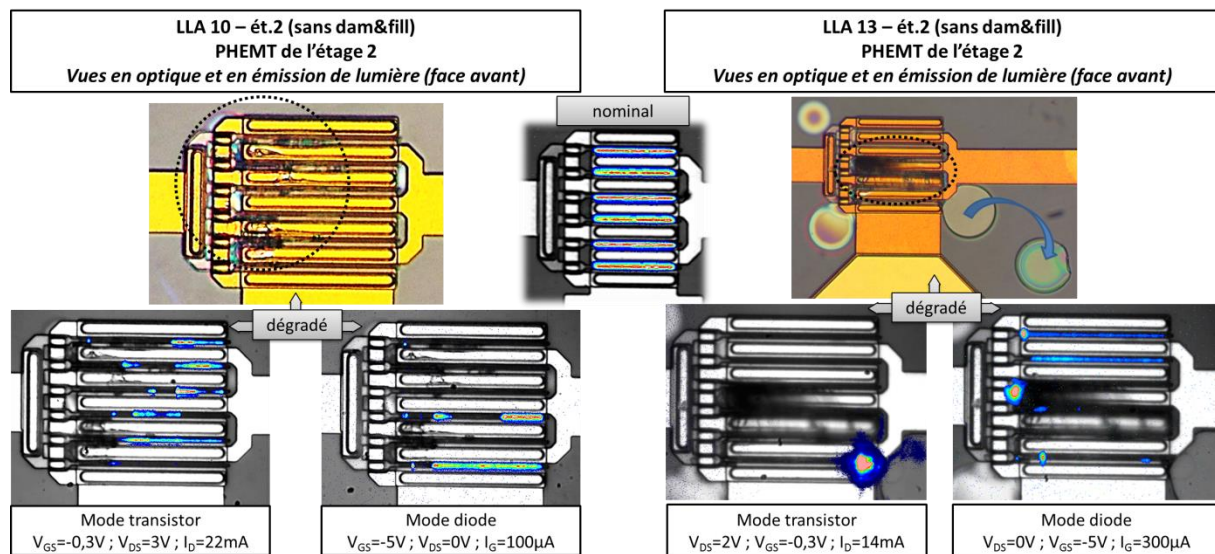 LLA 10 – ét.2 (sans dam&fill)
PHEMT de l’étage 2
Vues en optique et en émission de lumière (face avant)
LLA 13 – ét.2 (sans dam&fill)
PHEMT de l’étage 2
Vues en optique et en émission de lumière (face avant)
nominal
dégradé
dégradé
Mode transistor
VGS=-0,3V ; VDS=3V ; ID=22mA
Mode diode
VGS=-5V ; VDS=0V ; IG=100µA
Mode transistor
VDS=2V ; VGS=-0,3V ; ID=14mA
Mode diode
VDS=0V ; VGS=-5V ; IG=300µA